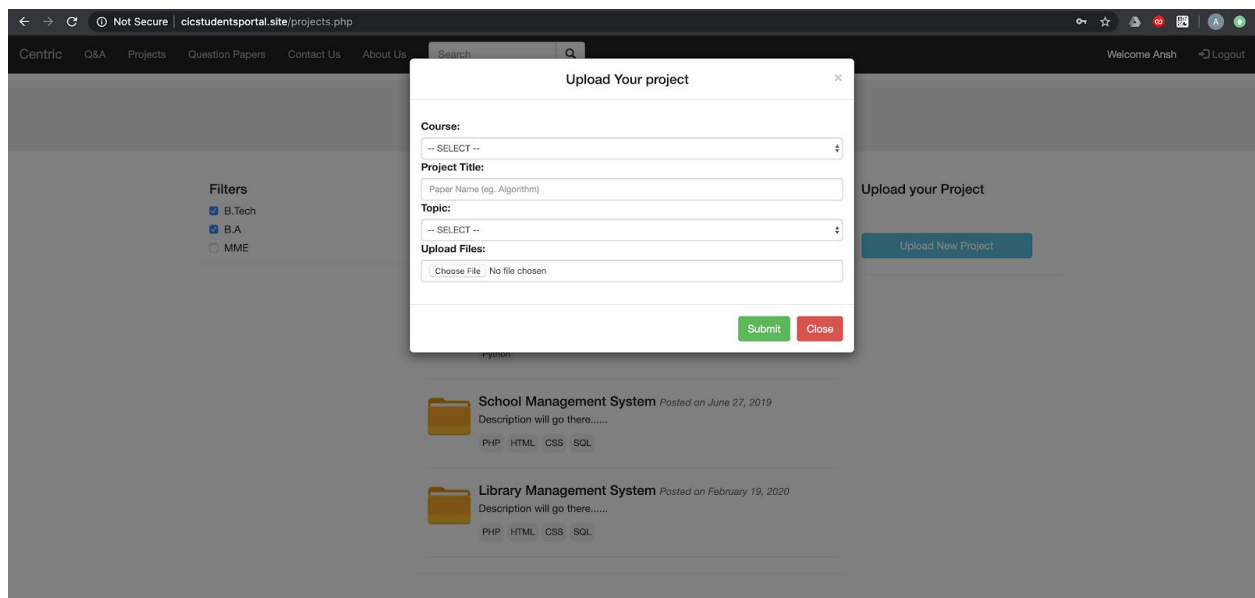 Not Secure | cicstudentsportal.site/projects.php
A
Centric Q&A Projects Question Papers Contact Us About Us Search Welcome Ansh Logout
Upload Your project ×
Course:
-- SELECT --
Project Title:
Paper Name (eg. Algorithm)
Topic:
-- SELECT --
Upload Files:
Choose File No file chosen
Submit Close
Filters
B.Tech
B.A
MME
Upload your Project
Upload New Project
Python
School Management System Posted on June 27, 2019
Description will go there......
PHP HTML CSS SQL
Library Management System Posted on February 19, 2020
Description will go there......
PHP HTML CSS SQL